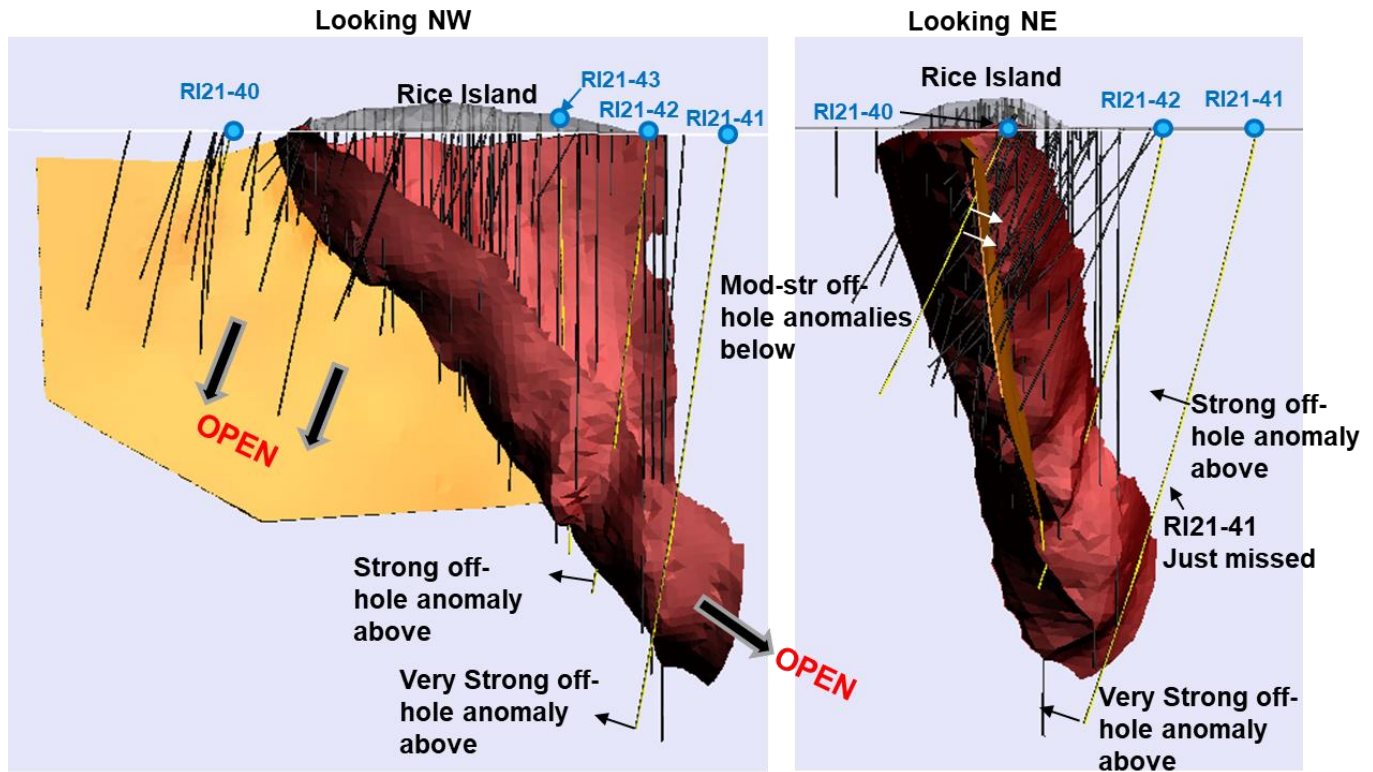 Looking NW
RI21-40
Rice Island
RI21-43
RI21-42
RI21-41
OPEN
Strong off-
hole anomaly
above
Very Strong off-
hole anomaly
above
OPEN
Looking NE
Rice Island
RI21-40
RI21-42
RI21-41
Mod-str off-
hole anomalies
below
Strong off-
hole anomaly
above
RI21-41
Just missed
Very Strong off-
hole anomaly
above